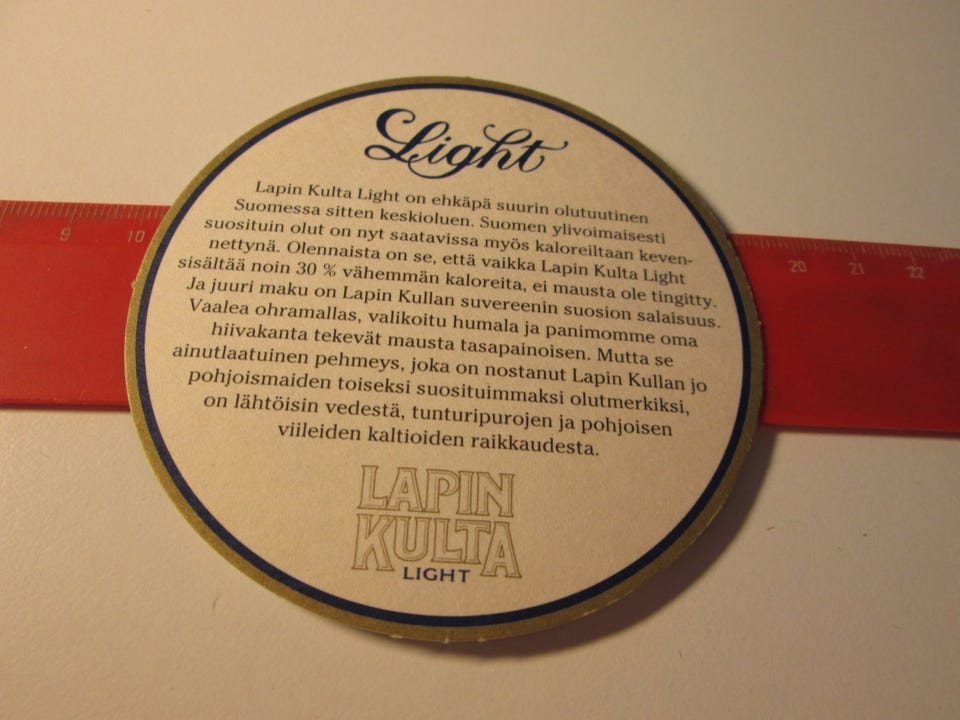 Light
Lapin Kulta Light on ehkäpä suurin olutuutinen
Suomessa sitten keskioluen. Suomen ylivoimaisesti
suosituin olut on nyt saatavissa myös kaloreiltaan keven-
nettynä. Olennaista on se, että vaikka Lapin Kulta Light
sisältää noin 30 % vähemmän kaloreita, ei mausta ole tingitty.
Ja juuri maku on Lapin Kullan suvereenin suosion salaisuus.
Vaalea ohramallas, valikoitu humala ja panimomme oma
hiivakanta tekevät mausta tasapainoisen. Mutta se
ainutlaatuinen pehmeys, joka on nostanut Lapin Kullan jo
pohjoismaiden toiseksi suosituimmaksi olutmerkiksi,
on lähtöisin vedestä, tunturipurojen ja pohjoisen
viileiden kaltioiden raikkaudesta.
LAPIN
KULTA
LIGHT
9 10
20 21 22